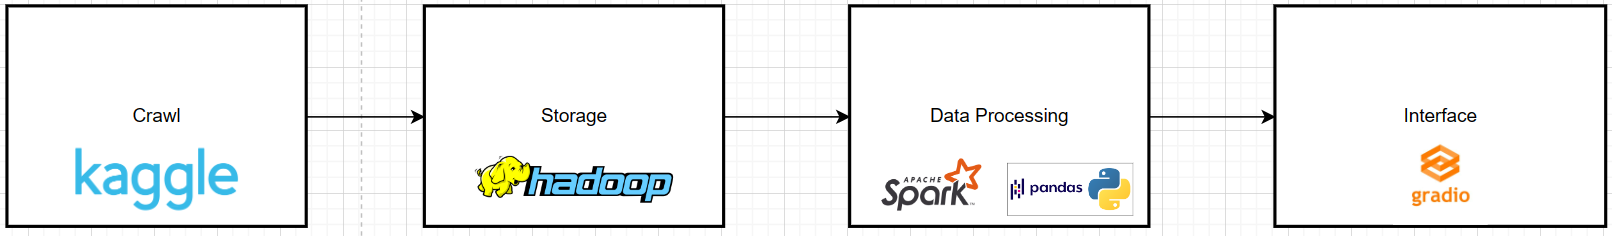 Crawl
kaggle
Storage
hadoop
Data Processing
APACHE
Spark
pandas
Interface
gradio